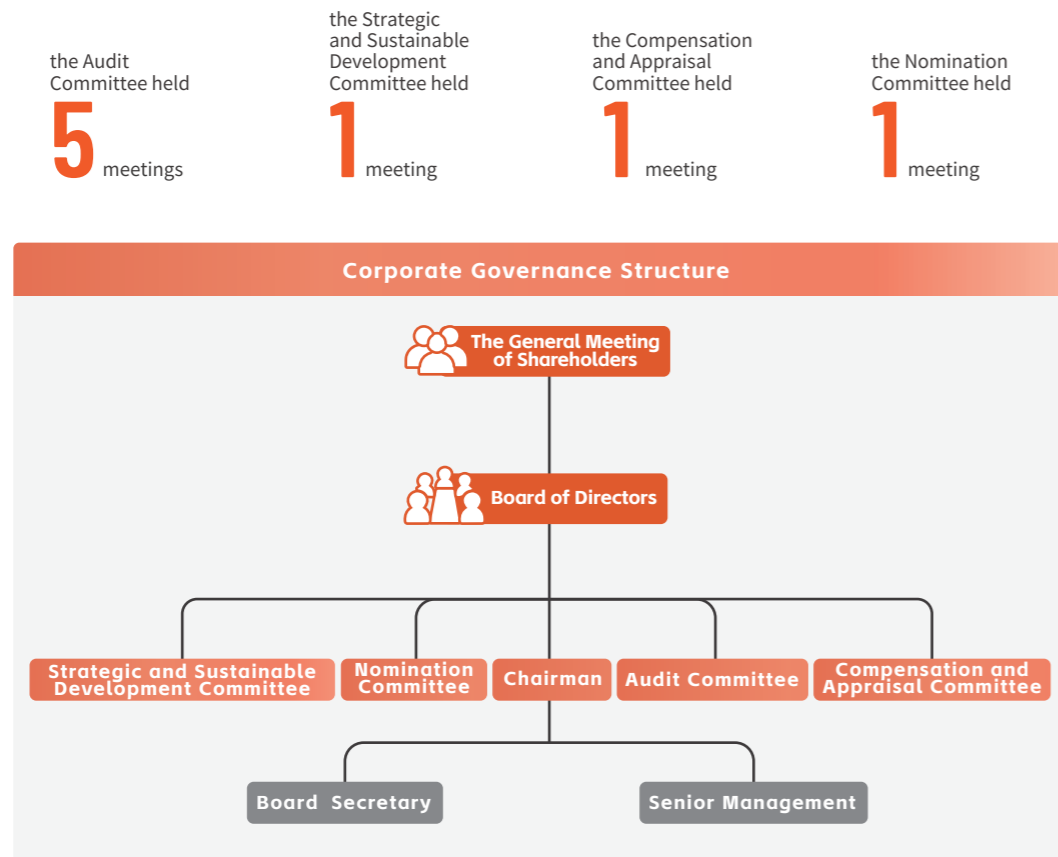 the Audit
Committee held
5 meetings
the Strategic
and Sustainable
Development
Committee held
1 meeting
the Compensation
and Appraisal
Committee held
1 meeting
the Nomination
Committee held
1 meeting
Corporate Governance Structure
The General Meeting
of Shareholders
Board of Directors
Strategic and Sustainable
Development Committee
Nomination
Committee
Chairman
Audit Committee
Compensation and
Appraisal Committee
Board Secretary
Senior Management